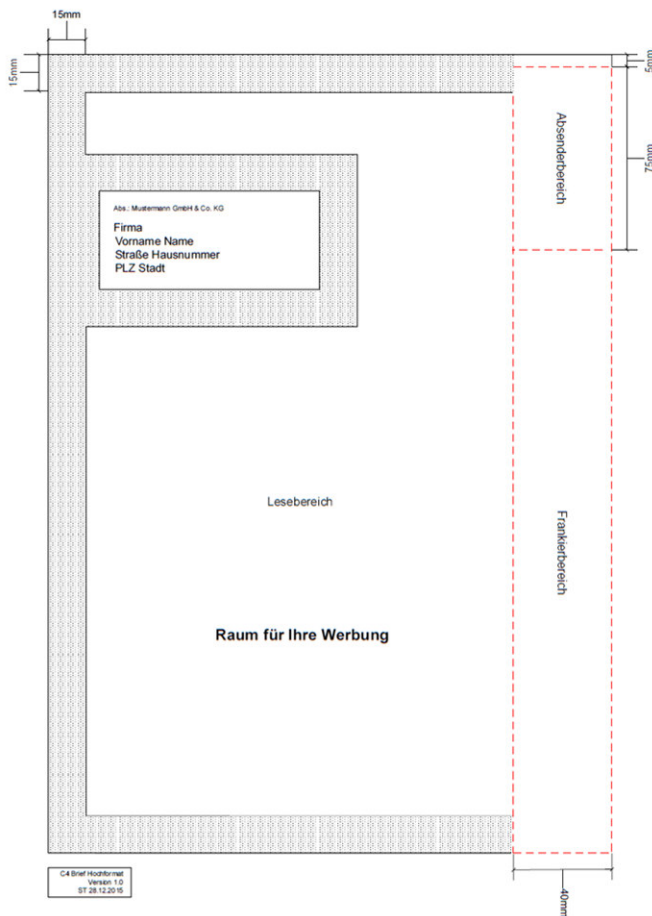 15mm
15mm
5mm
Absenderbereich
75mm
Abs.: Mustermann GmbH & Co. KG
Firma
Vorname Name
Straße Hausnummer
PLZ Stadt
Lesebereich
Frankierbereich
Raum für Ihre Werbung
C4 Brief Hochformat
Version 1.0
ST 28.12.2015
40mm